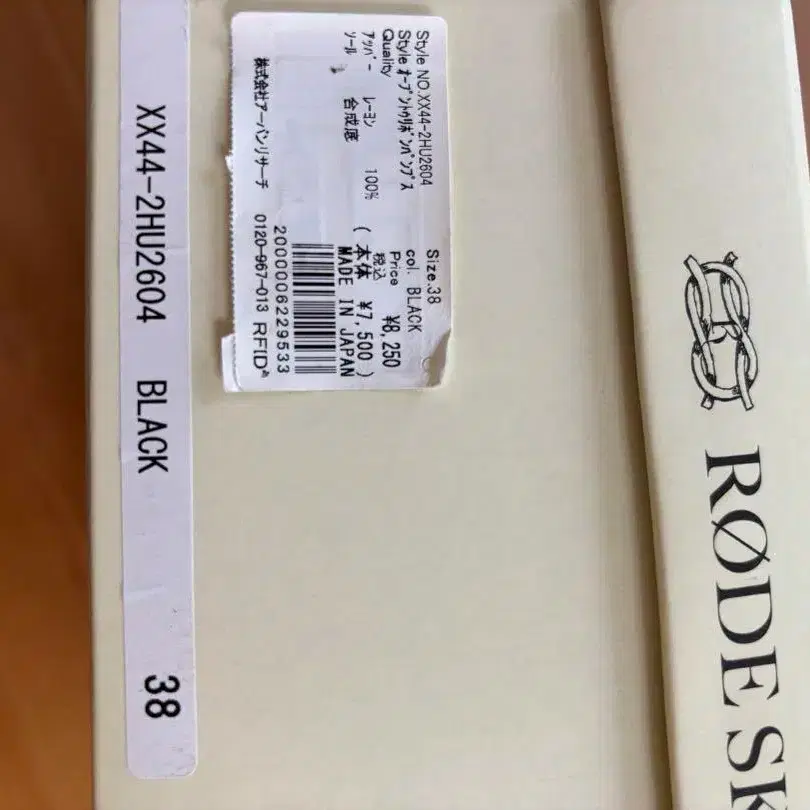 XX44-2HU2604 BLACK 38
Style NO.XX44-2HU2604
Style ｵｰﾌﾟﾝﾄｩﾘﾎﾞﾝﾊﾟﾝﾌﾟｽ
Quality
ｱｯﾊﾟｰ ﾚｰﾖﾝ 100%
ｿｰﾙ 合成底
Size.38
col. BLACK
Price ¥8,250
税込
( 本体 ¥7,500 )
MADE IN JAPAN
2000006229533
株式会社アーバンリサーチ 0120-967-013 RFID
RØDE SK